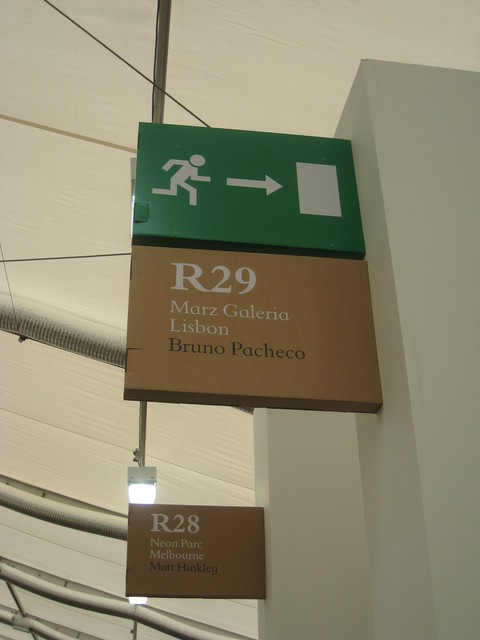 R29
Marz Galeria
Lisbon
Bruno Pacheco
R28
Neon Parc
Melbourne
Matt Hinkley